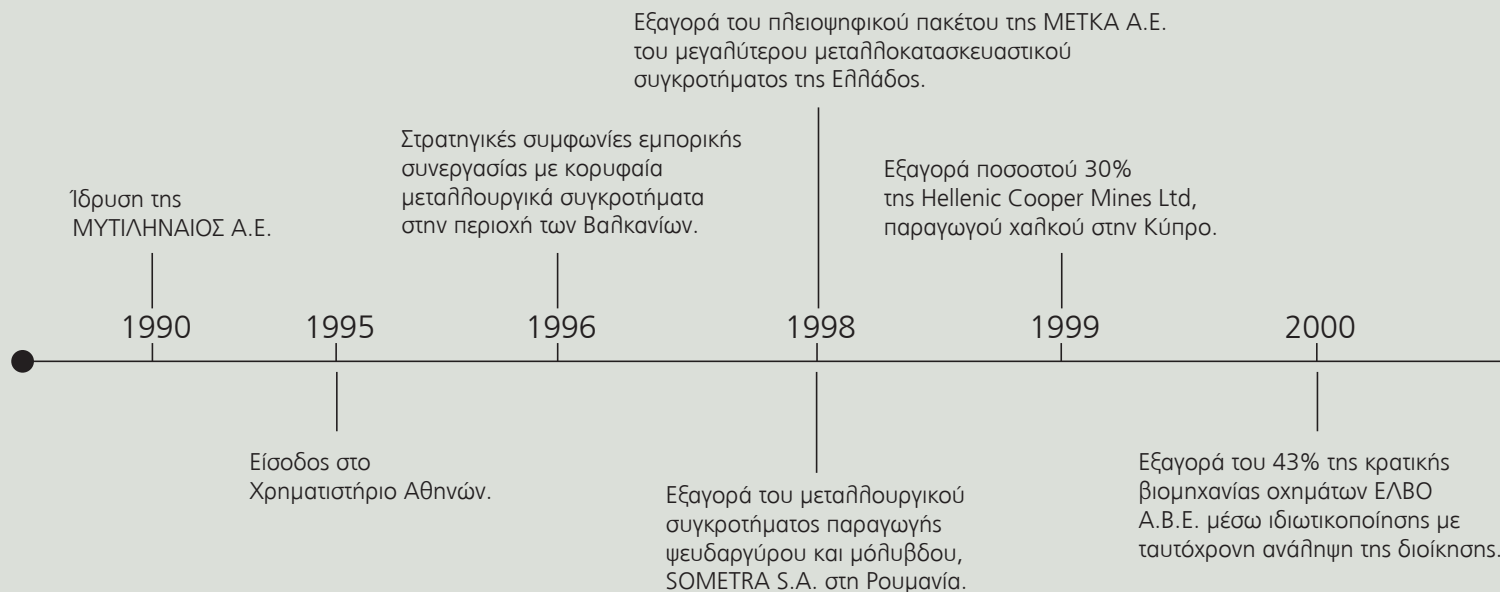 Εξαγορά του πλειοψηφικού πακέτου της ΜΕΤΚΑ Α.Ε.
του μεγαλύτερου μεταλλοκατασκευαστικού
συγκροτήματος της Ελλάδος.
Στρατηγικές συμφωνίες εμπορικής
συνεργασίας με κορυφαία
μεταλλουργικά συγκροτήματα
στην περιοχή των Βαλκανίων.
Εξαγορά ποσοστού 30%
της Hellenic Cooper Mines Ltd,
παραγωγού χαλκού στην Κύπρο.
Ίδρυση της
ΜΥΤΙΛΗΝΑΙΟΣ Α.Ε.
1990 1995 1996 1998 1999 2000
Είσοδος στο
Χρηματιστήριο Αθηνών.
Εξαγορά του μεταλλουργικού
συγκροτήματος παραγωγής
ψευδαργύρου και μόλυβδου,
SOMETRA S.A. στη Ρουμανία.
Εξαγορά του 43% της κρατικής
βιομηχανίας οχημάτων ΕΛΒΟ
Α.Β.Ε. μέσω ιδιωτικοποίησης με
ταυτόχρονη ανάληψη της διοίκησης.